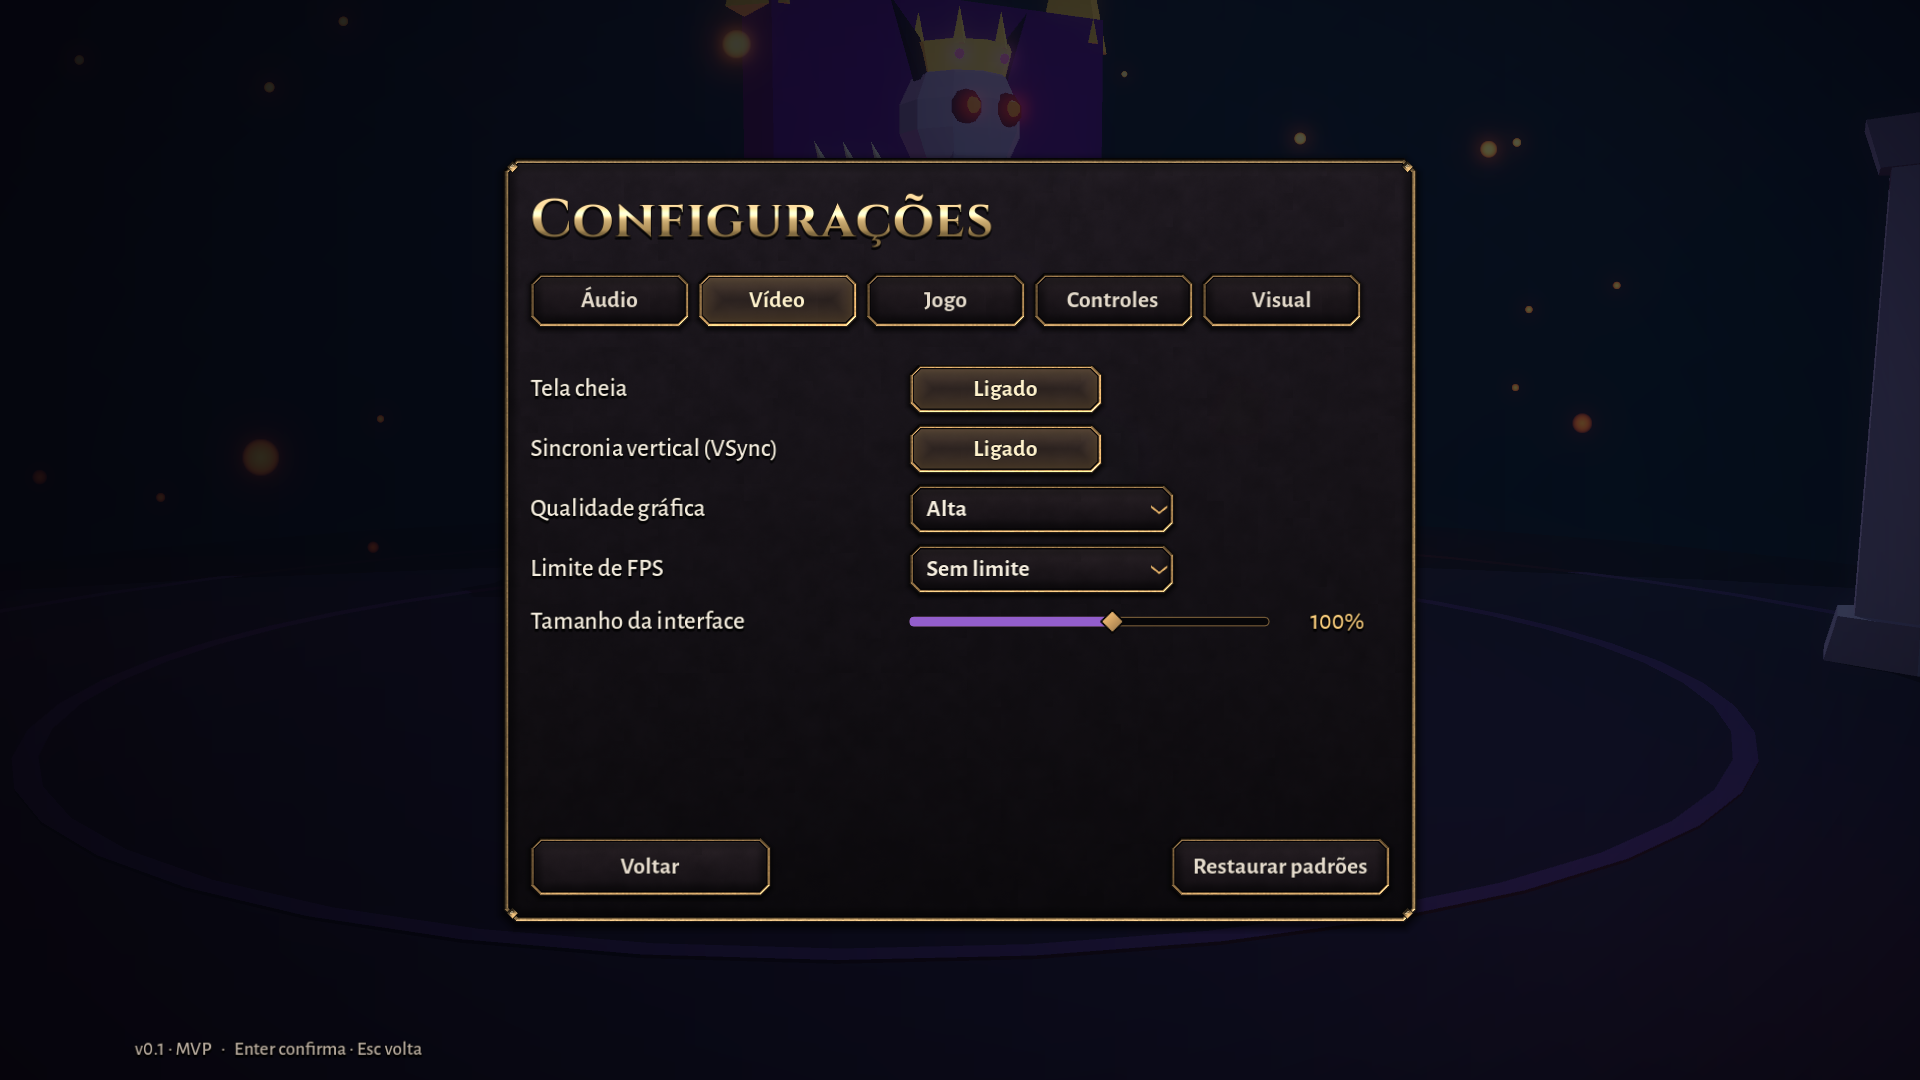 Configurações
Áudio
Vídeo
Jogo
Controles
Visual
Tela cheia
Ligado
Sincronia vertical (VSync)
Ligado
Qualidade gráfica
Alta
Limite de FPS
Sem limite
Tamanho da interface
100%
Voltar
Restaurar padrões
v0.1 · MVP · Enter confirma · Esc volta